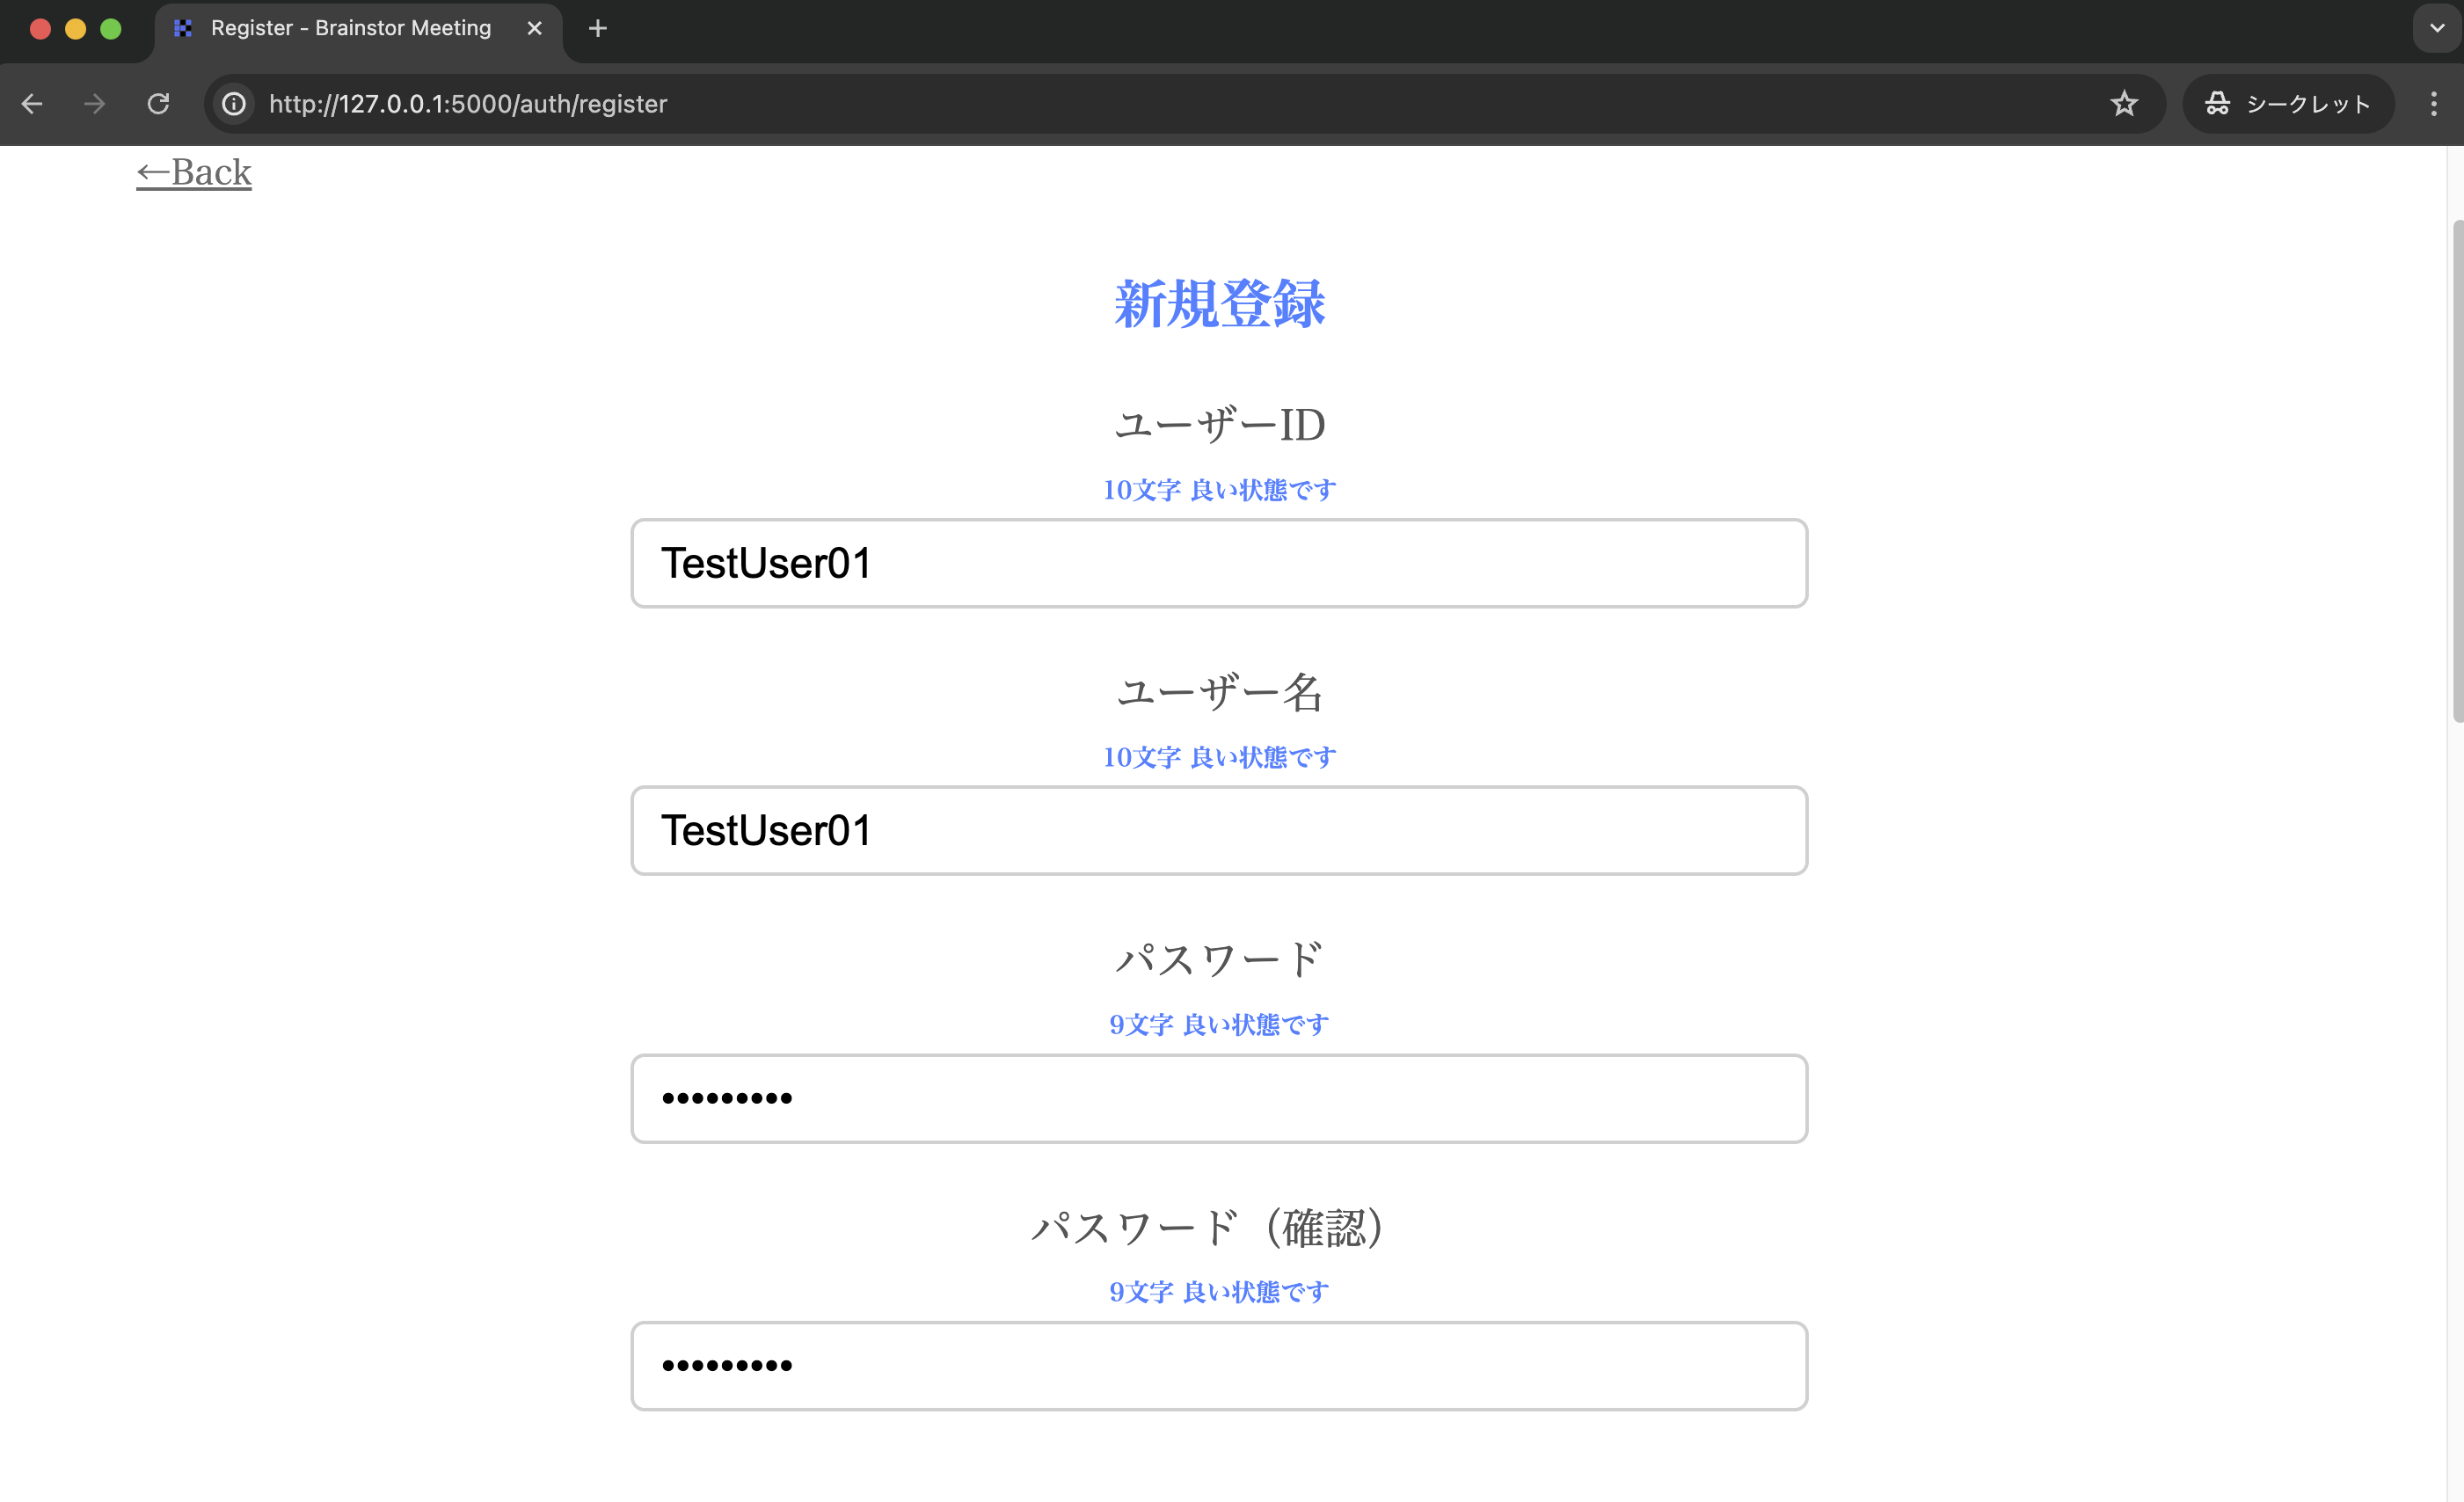 Register - Brainstor Meeting
http://127.0.0.1:5000/auth/register
シークレット
←Back
新規登録
ユーザーID
10文字 良い状態です
TestUser01
ユーザー名
10文字 良い状態です
TestUser01
パスワード
9文字 良い状態です
•••••••••
パスワード（確認）
9文字 良い状態です
•••••••••